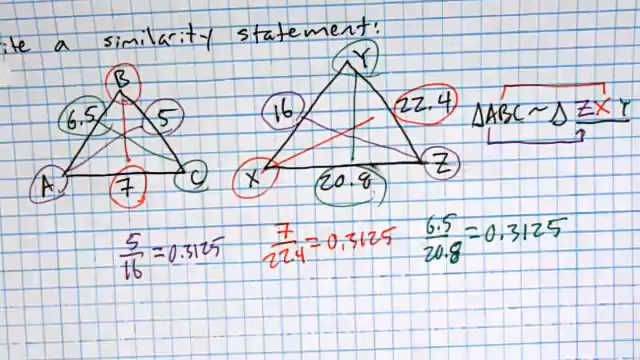 ite a similarity statement:
B
6.5
5
A
7
C
Y
16
22.4
X
20.8
Z
△ABC ~ △ZXY
5/16 = 0.3125
7/22.4 = 0.3125
6.5/20.8 = 0.3125